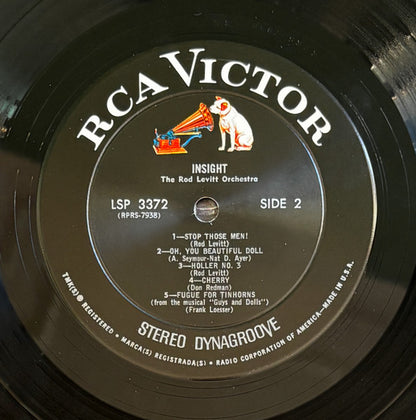 RCA VICTOR
INSIGHT
The Rod Levitt Orchestra
LSP 3372
(RPRS-7938)
SIDE 2
1—STOP THOSE MEN!
(Rod Levitt)
2—OH, YOU BEAUTIFUL DOLL
(A. Seymour-Nat D. Ayer)
3—HOLLER NO. 3
(Rod Levitt)
4—CHERRY
(Don Redman)
5—FUGUE FOR TINHORNS
(from the musical "Guys and Dolls")
(Frank Loesser)
STEREO DYNAGROOVE
TMK(S) ® REGISTERED • MARCA(S) REGISTRADA(S) • RADIO CORPORATION OF AMERICA—MADE IN U.S.A.